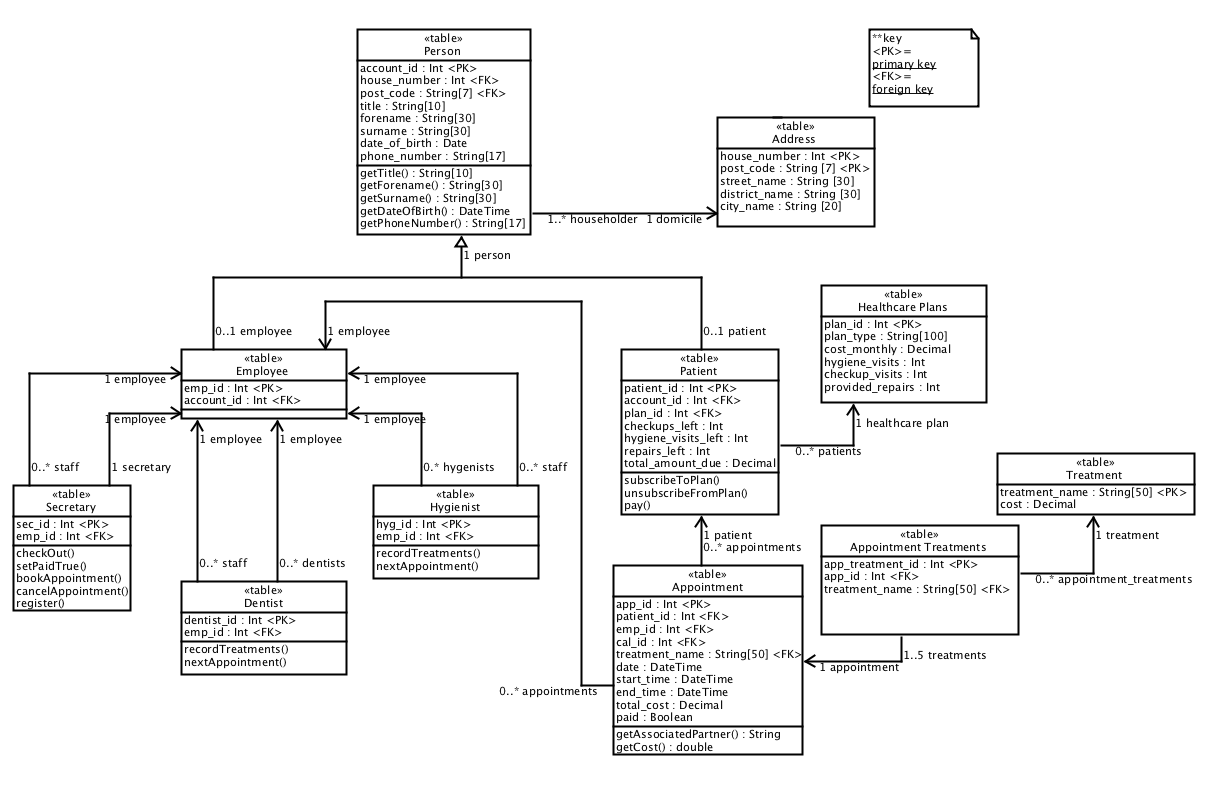 «table»
Person
account_id : Int <PK>
house_number : Int <FK>
post_code : String[7] <FK>
title : String[10]
forename : String[30]
surname : String[30]
date_of_birth : Date
phone_number : String[17]
getTitle() : String[10]
getForename() : String[30]
getSurname() : String[30]
getDateOfBirth() : DateTime
getPhoneNumber() : String[17]
**key
<PK>=
primary key
<FK>=
foreign key
«table»
Address
house_number : Int <PK>
post_code : String [7] <PK>
street_name : String [30]
district_name : String [30]
city_name : String [20]
1..* householder
1 domicile
1 person
0..1 employee
1 employee
0..1 patient
«table»
Healthcare Plans
plan_id : Int <PK>
plan_type : String[100]
cost_monthly : Decimal
hygiene_visits : Int
checkup_visits : Int
provided_repairs : Int
«table»
Employee
emp_id : Int <PK>
account_id : Int <FK>
1 employee
1 employee
1 employee
1 employee
1 employee
1 employee
«table»
Patient
patient_id : Int <PK>
account_id : Int <FK>
plan_id : Int <FK>
checkups_left : Int
hygiene_visits_left : Int
repairs_left : Int
total_amount_due : Decimal
subscribeToPlan()
unsubscribeFromPlan()
pay()
1 healthcare plan
0..* patients
0..* staff
1 secretary
0..* hygenists
0..* staff
«table»
Treatment
treatment_name : String[50] <PK>
cost : Decimal
«table»
Secretary
sec_id : Int <PK>
emp_id : Int <FK>
checkOut()
setPaidTrue()
bookAppointment()
cancelAppointment()
register()
«table»
Hygienist
hyg_id : Int <PK>
emp_id : Int <FK>
recordTreatments()
nextAppointment()
0..* staff
0..* dentists
1 patient
0..* appointments
«table»
Appointment Treatments
app_treatment_id : Int <PK>
app_id : Int <FK>
treatment_name : String[50] <FK>
1 treatment
0..* appointment_treatments
«table»
Dentist
dentist_id : Int <PK>
emp_id : Int <FK>
recordTreatments()
nextAppointment()
«table»
Appointment
app_id : Int <PK>
patient_id : Int <FK>
emp_id : Int <FK>
cal_id : Int <FK>
treatment_name : String[50] <FK>
date : DateTime
start_time : DateTime
end_time : DateTime
total_cost : Decimal
paid : Boolean
getAssociatedPartner() : String
getCost() : double
1..5 treatments
1 appointment
0..* appointments